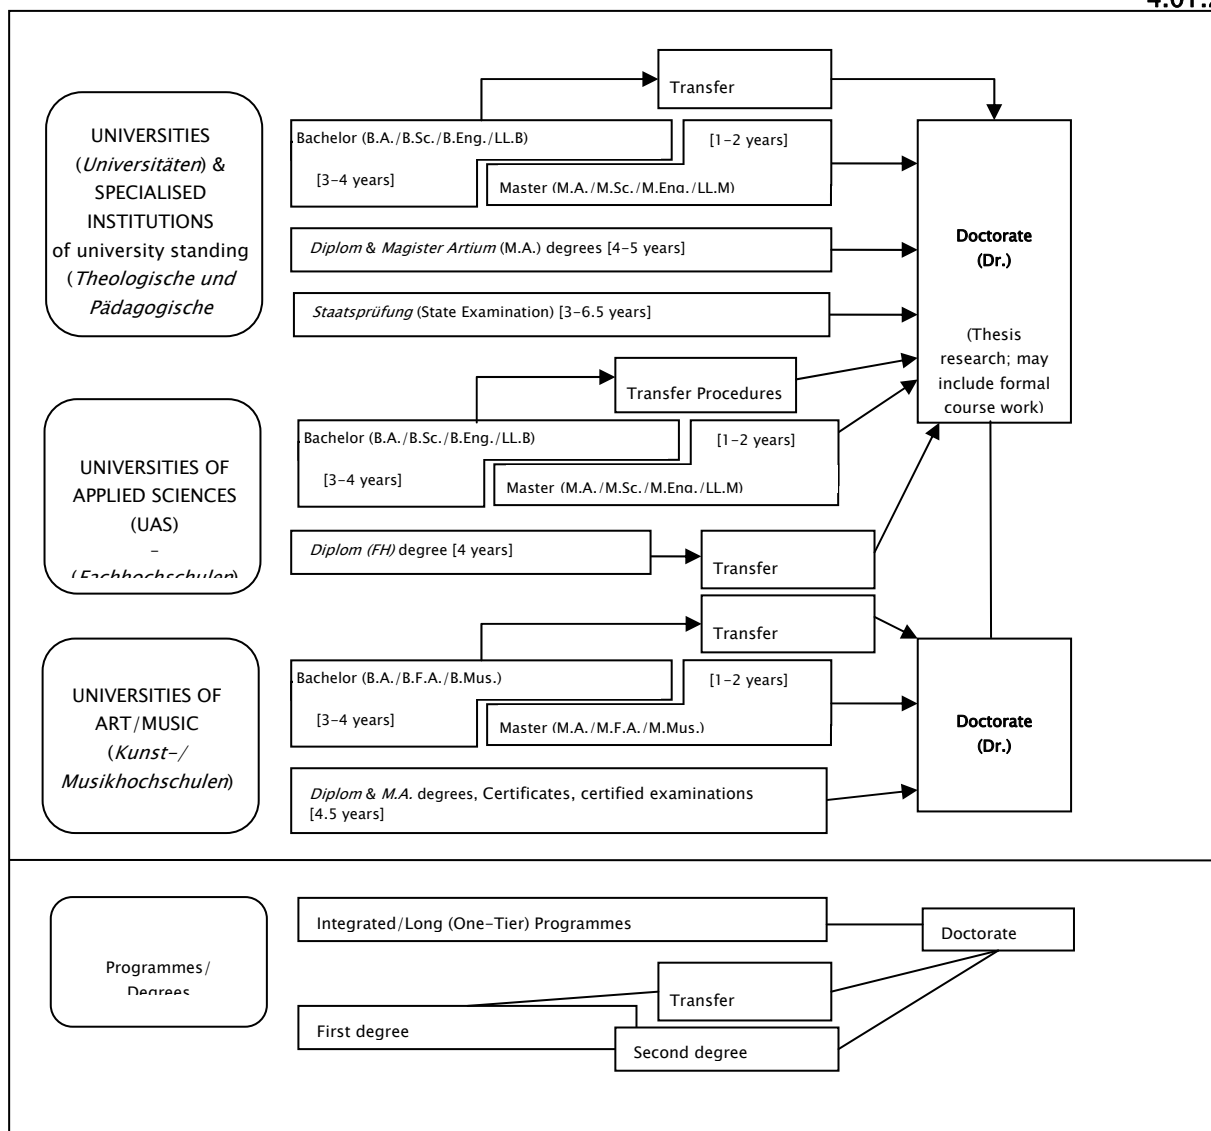 UNIVERSITIES
(Universitäten) &
SPECIALISED
INSTITUTIONS
of university standing
(Theologische und
Pädagogische
Transfer
Bachelor (B.A./B.Sc./B.Eng./LL.B)
[3-4 years]
[1-2 years]
Master (M.A./M.Sc./M.Eng./LL.M)
Diplom & Magister Artium (M.A.) degrees [4-5 years]
Staatsprüfung (State Examination) [3-6.5 years]
Doctorate
(Dr.)
(Thesis
research; may
include formal
course work)
UNIVERSITIES OF
APPLIED SCIENCES
(UAS)
-
(Fachhochschulen)
Transfer Procedures
Bachelor (B.A./B.Sc./B.Eng./LL.B)
[3-4 years]
[1-2 years]
Master (M.A./M.Sc./M.Eng./LL.M)
Diplom (FH) degree [4 years]
Transfer
UNIVERSITIES OF
ART/MUSIC
(Kunst-/
Musikhochschulen)
Transfer
Bachelor (B.A./B.F.A./B.Mus.)
[3-4 years]
[1-2 years]
Master (M.A./M.F.A./M.Mus.)
Diplom & M.A. degrees, Certificates, certified examinations
[4.5 years]
Doctorate
(Dr.)
Programmes/
Degrees
Integrated/Long (One-Tier) Programmes
Doctorate
Transfer
First degree
Second degree